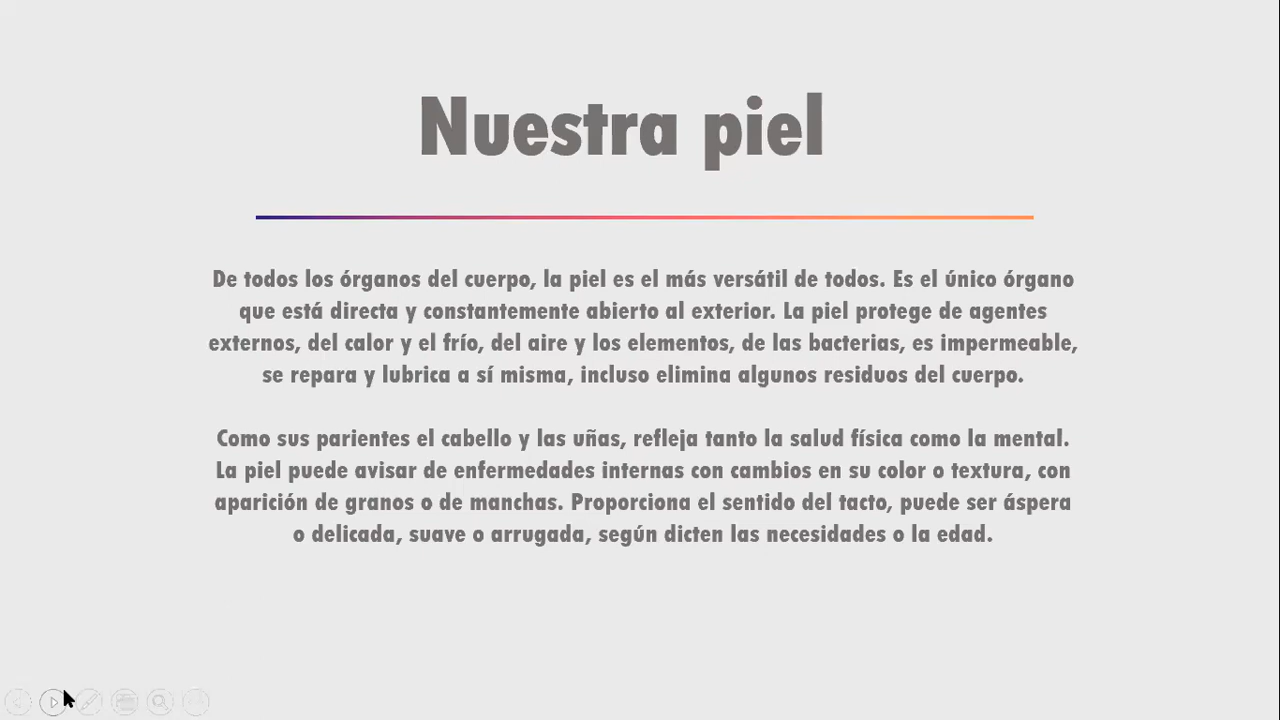 Nuestra piel
De todos los órganos del cuerpo, la piel es el más versátil de todos. Es el único órgano
que está directa y constantemente abierto al exterior. La piel protege de agentes
externos, del calor y el frío, del aire y los elementos, de las bacterias, es impermeable,
se repara y lubrica a sí misma, incluso elimina algunos residuos del cuerpo.
Como sus parientes el cabello y las uñas, refleja tanto la salud física como la mental.
La piel puede avisar de enfermedades internas con cambios en su color o textura, con
aparición de granos o de manchas. Proporciona el sentido del tacto, puede ser áspera
o delicada, suave o arrugada, según dicten las necesidades o la edad.